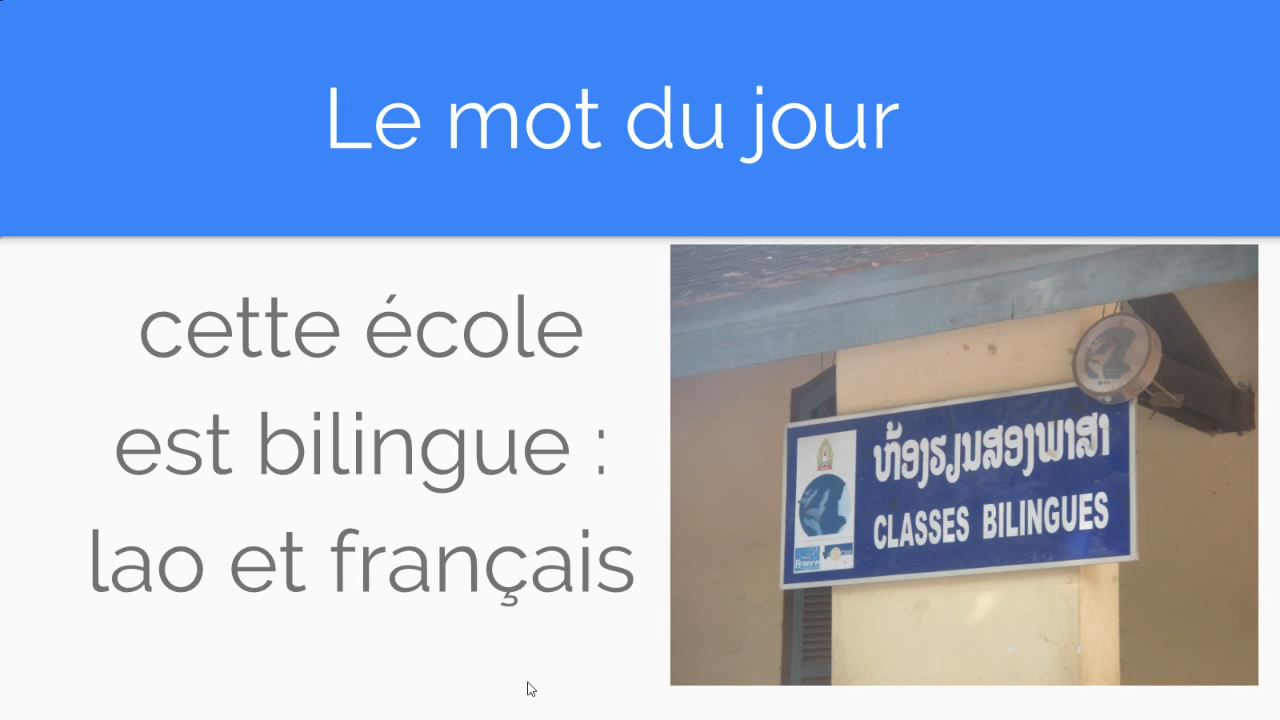 Le mot du jour
cette école
est bilingue :
lao et français
ຫ້ອງຮຽນສອງພາສາ
CLASSES BILINGUES
France